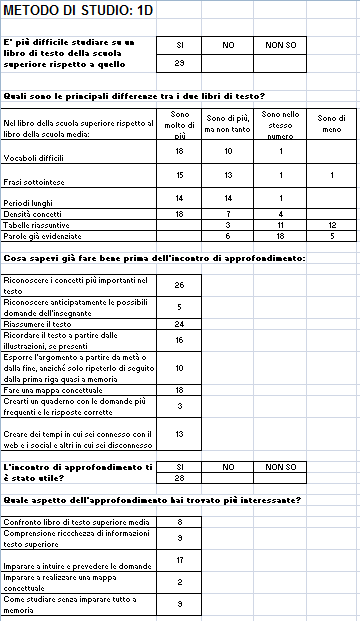 METODO DI STUDIO: 1D
E' più difficile studiare su un
libro di testo della scuola
superiore rispetto a quello
SI NO NON SO
29
Quali sono le principali differenze tra i due libri di testo?
Nel libro della scuola superiore rispetto al
libro della scuola media:
Sono
molto di
più
Sono di più,
ma non tanto
Sono nello
stesso
numero
Sono di
meno
Vocaboli difficili 18 10 1
Frasi sottointese 15 13 1 1
Periodi lunghi 14 14 1
Densità concetti 18 7 4
Tabelle riassuntive 3 11 12
Parole già evidenziate 6 18 5
Cosa sapevi già fare bene prima dell'incontro di approfondimento:
Riconoscere i concetti più importanti nel
testo 26
Riconoscere anticipatamente le possibili
domande dell'insegnante 5
Riassumere il testo 24
Ricordare il testo a partire dalle
illustrazioni, se presenti 16
Esporre l'argomento a partire da metà o
dalla fine, anziché solo ripeterlo di seguito
dalla prima riga quasi a memoria 10
Fare una mappa concettuale 18
Crearti un quaderno con le domande più
frequenti e le risposte corrette 3
Creare dei tempi in cui sei connesso con il
web e i social e altri in cui sei disconnesso 13
L'incontro di approfondimento ti
è stato utile?
SI NO NON SO
28
Quale aspetto dell'approfondimento hai trovato più interessante?
Confronto libro di testo superiore media 8
Comprensione ricchezza di informazioni
testo superiore 9
Imparare a intuire e prevedere le domande 17
Imparare a realizzare una mappa
concettuale 2
Come studiare senza imparare tutto a
memoria 9